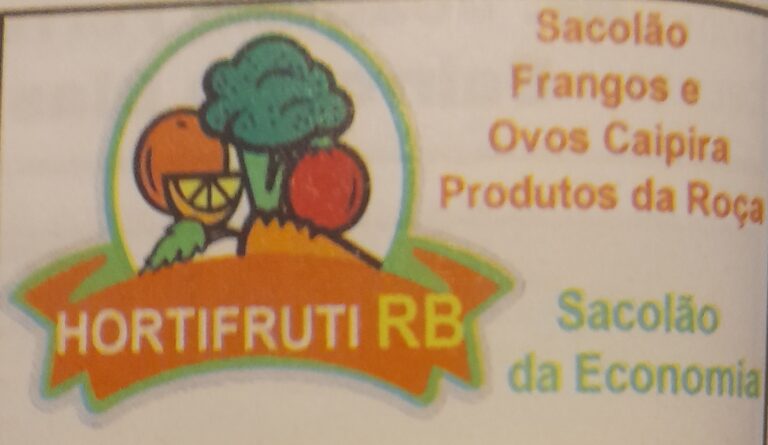 Sacolão
Frangos e
Ovos Caipira
Produtos da Roça
HORTIFRUTI RB
Sacolão
da Economia